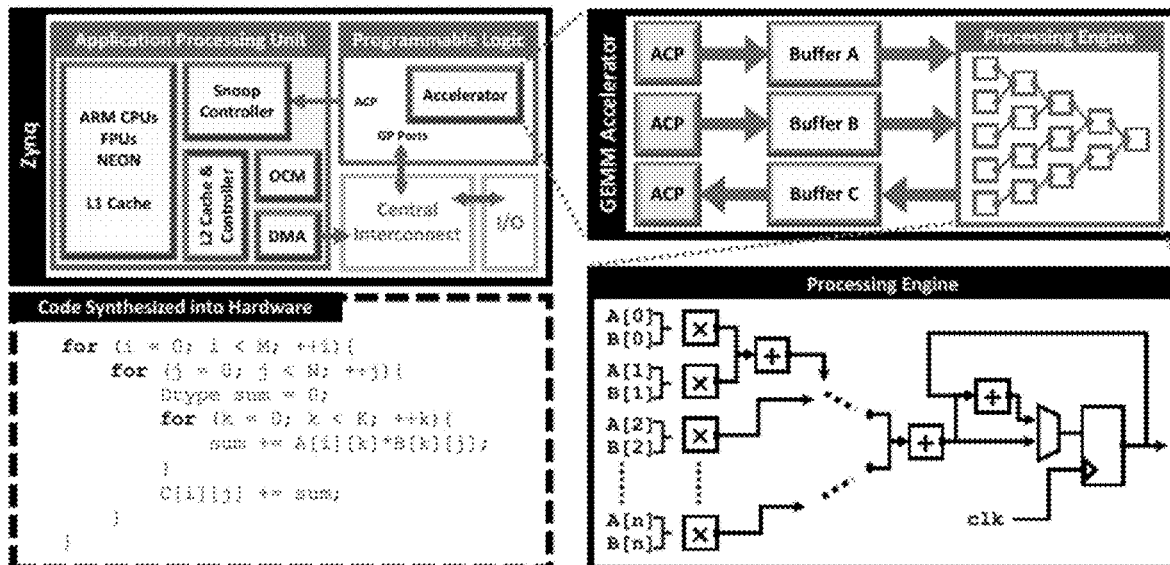 Zynq
Application Processing Unit
Programmable Logic
ARM CPUs
FPUs
NEON
L1 Cache
Snoop
Controller
L2 Cache &
Controller
OCM
DMA
ACP
Accelerator
GP Ports
Central
Interconnect
I/O
GEMM Accelerator
ACP
Buffer A
ACP
Buffer B
ACP
Buffer C
Processing Engine
Code Synthesized into Hardware
for (i = 0; i < M; ++i){
for (j = 0; j < N; ++j){
Dtype sum = 0;
for (k = 0; k < K; ++k){
sum += A[i][k]*B[k][j];
}
C[i][j] += sum;
}
}
Processing Engine
A[0]
B[0]
×
A[1]
B[1]
×
+
A[2]
B[2]
×
A[n]
B[n]
×
+
+
clk